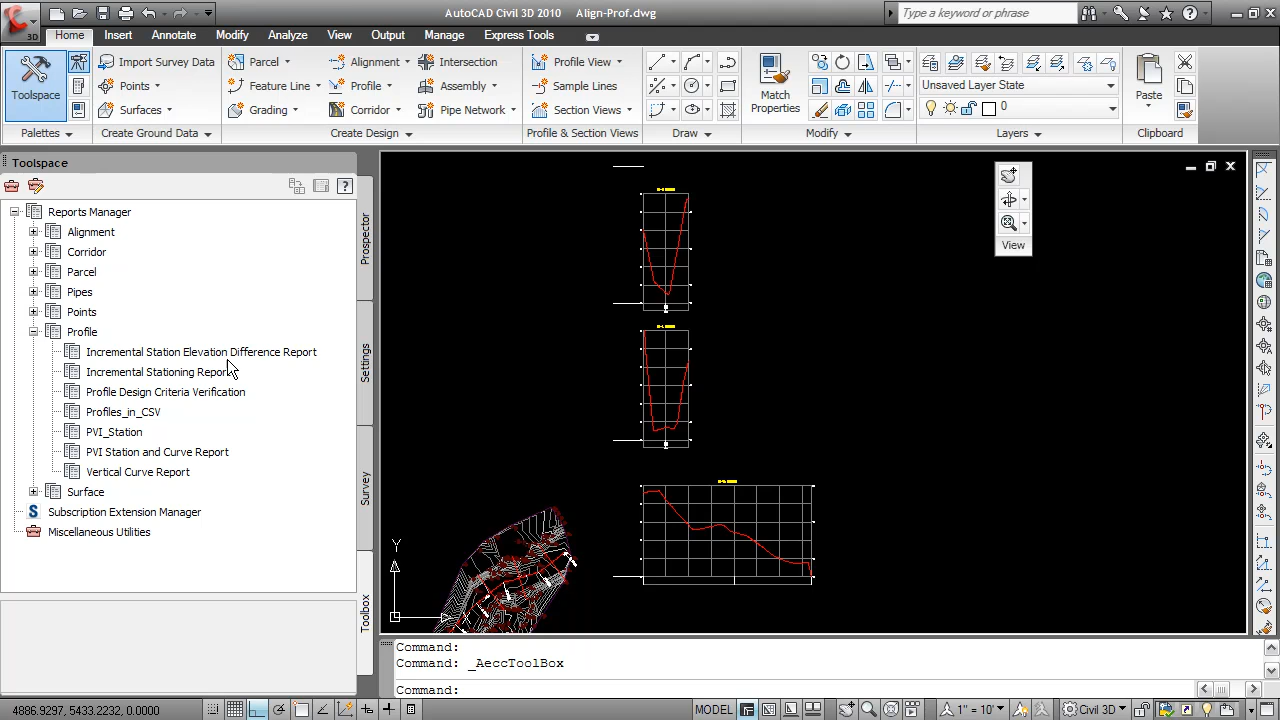 AutoCAD Civil 3D 2010 Align-Prof.dwg
Type a keyword or phrase
3D
Home Insert Annotate Modify View Analyze Output Manage Express Tools
Toolspace
Import Survey Data
Points
Surfaces
Parcel
Feature Line
Grading
Alignment
Profile
Corridor
Intersection
Assembly
Pipe Network
Profile View
Sample Lines
Section Views
Match Properties
Unsaved Layer State
0
Paste
Palettes Create Ground Data Create Design Profile & Section Views Draw Modify Layers Clipboard
Toolspace
Reports Manager
Alignment
Corridor
Parcel
Pipes
Points
Profile
Incremental Station Elevation Difference Report
Incremental Stationing Report
Profile Design Criteria Verification
Profiles_in_CSV
PVI_Station
PVI Station and Curve Report
Vertical Curve Report
Surface
Subscription Extension Manager
Miscellaneous Utilities
Prospector
Settings
Survey
Toolbox
View
Y
Command:
Command: _AeccToolBox
Command:
4886.9297, 5433.2232, 0.0000
MODEL
1" = 10'
Civil 3D